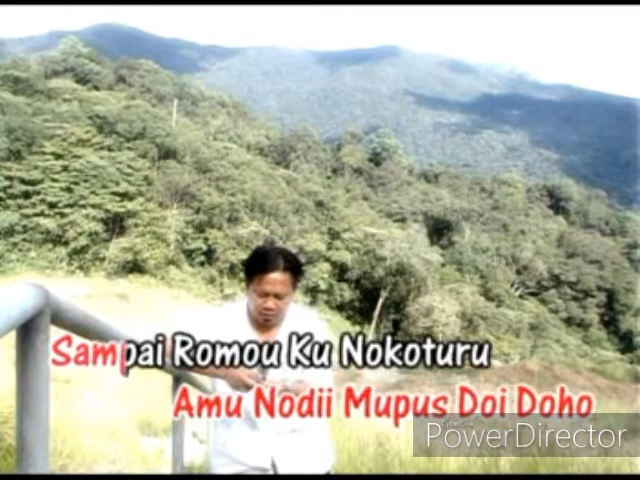 Sampai Romou Ku Nokoturu
Amu Nodii Mupus Doi Doho
CyberLink
PowerDirector